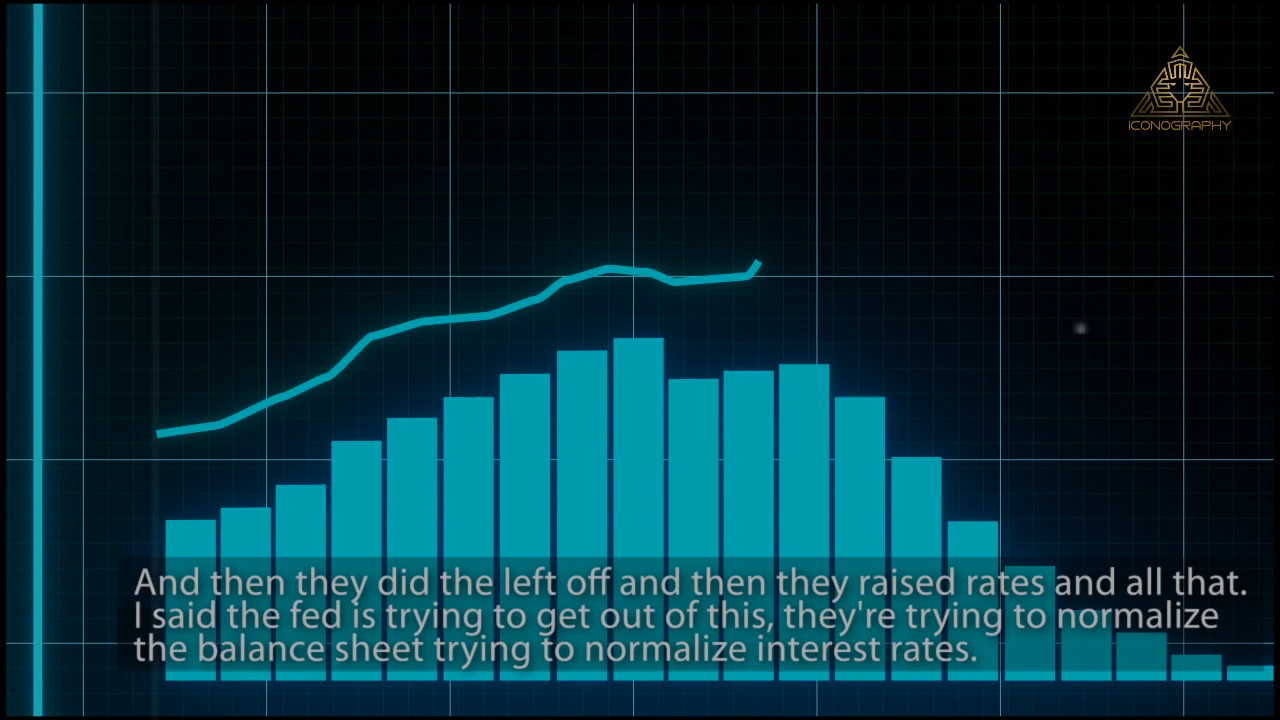 ICONOGRAPHY
And then they did the left off and then they raised rates and all that.
I said the fed is trying to get out of this, they're trying to normalize
the balance sheet trying to normalize interest rates.